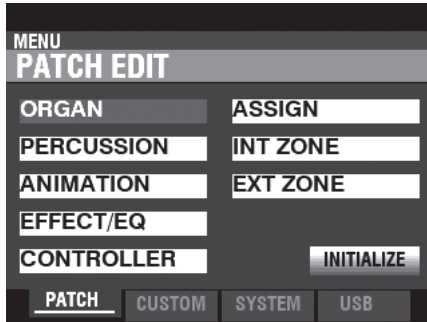 MENU
PATCH EDIT
ORGAN
PERCUSSION
ANIMATION
EFFECT/EQ
CONTROLLER
ASSIGN
INT ZONE
EXT ZONE
INITIALIZE
PATCH CUSTOM SYSTEM USB